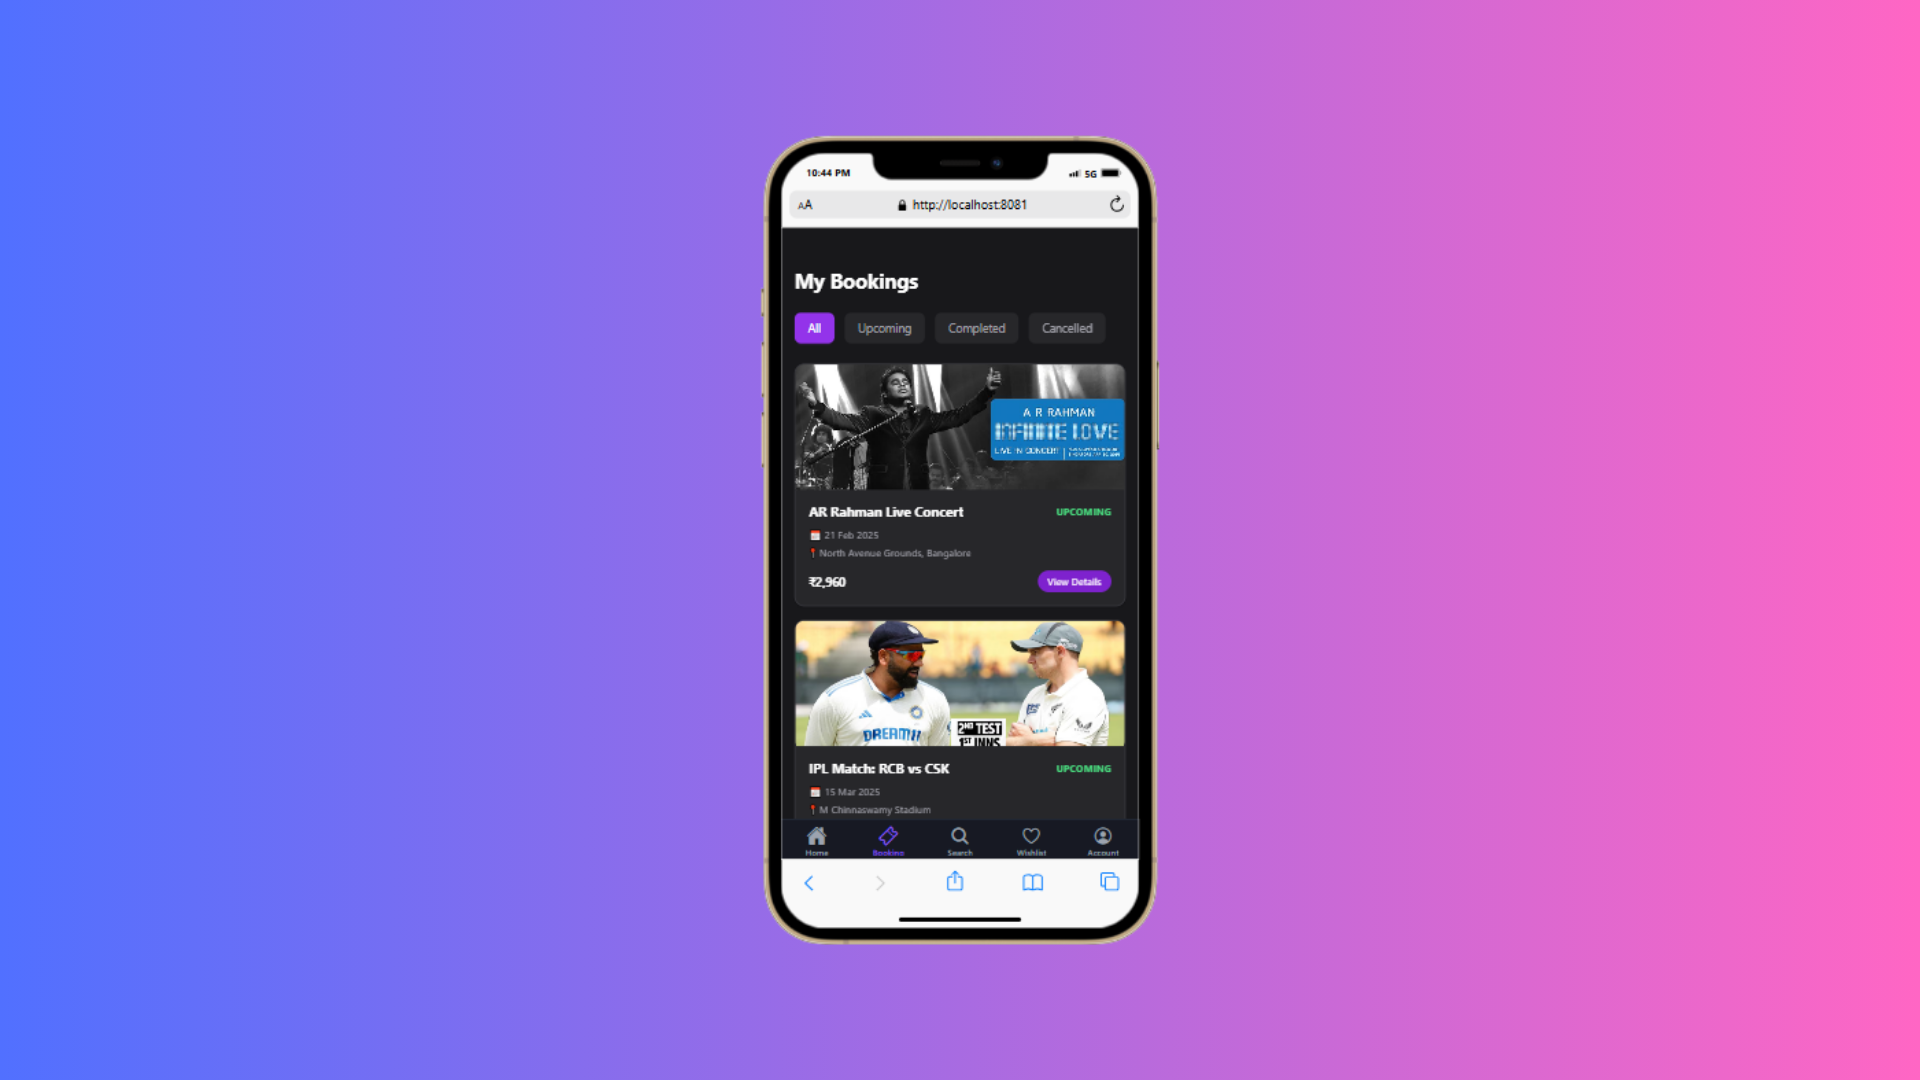 10:44 PM
5G
AA
http://localhost:8081
My Bookings
All
Upcoming
Completed
Cancelled
A R RAHMAN
INFINITE LOVE
LIVE IN CONCERT
AR Rahman Live Concert
UPCOMING
21 Feb 2025
North Avenue Grounds, Bangalore
₹2,960
View Details
DREAM11
2ND TEST
1ST INNS
IPL Match: RCB vs CSK
UPCOMING
15 Mar 2025
M Chinnaswamy Stadium
Home
Booking
Search
Wishlist
Account